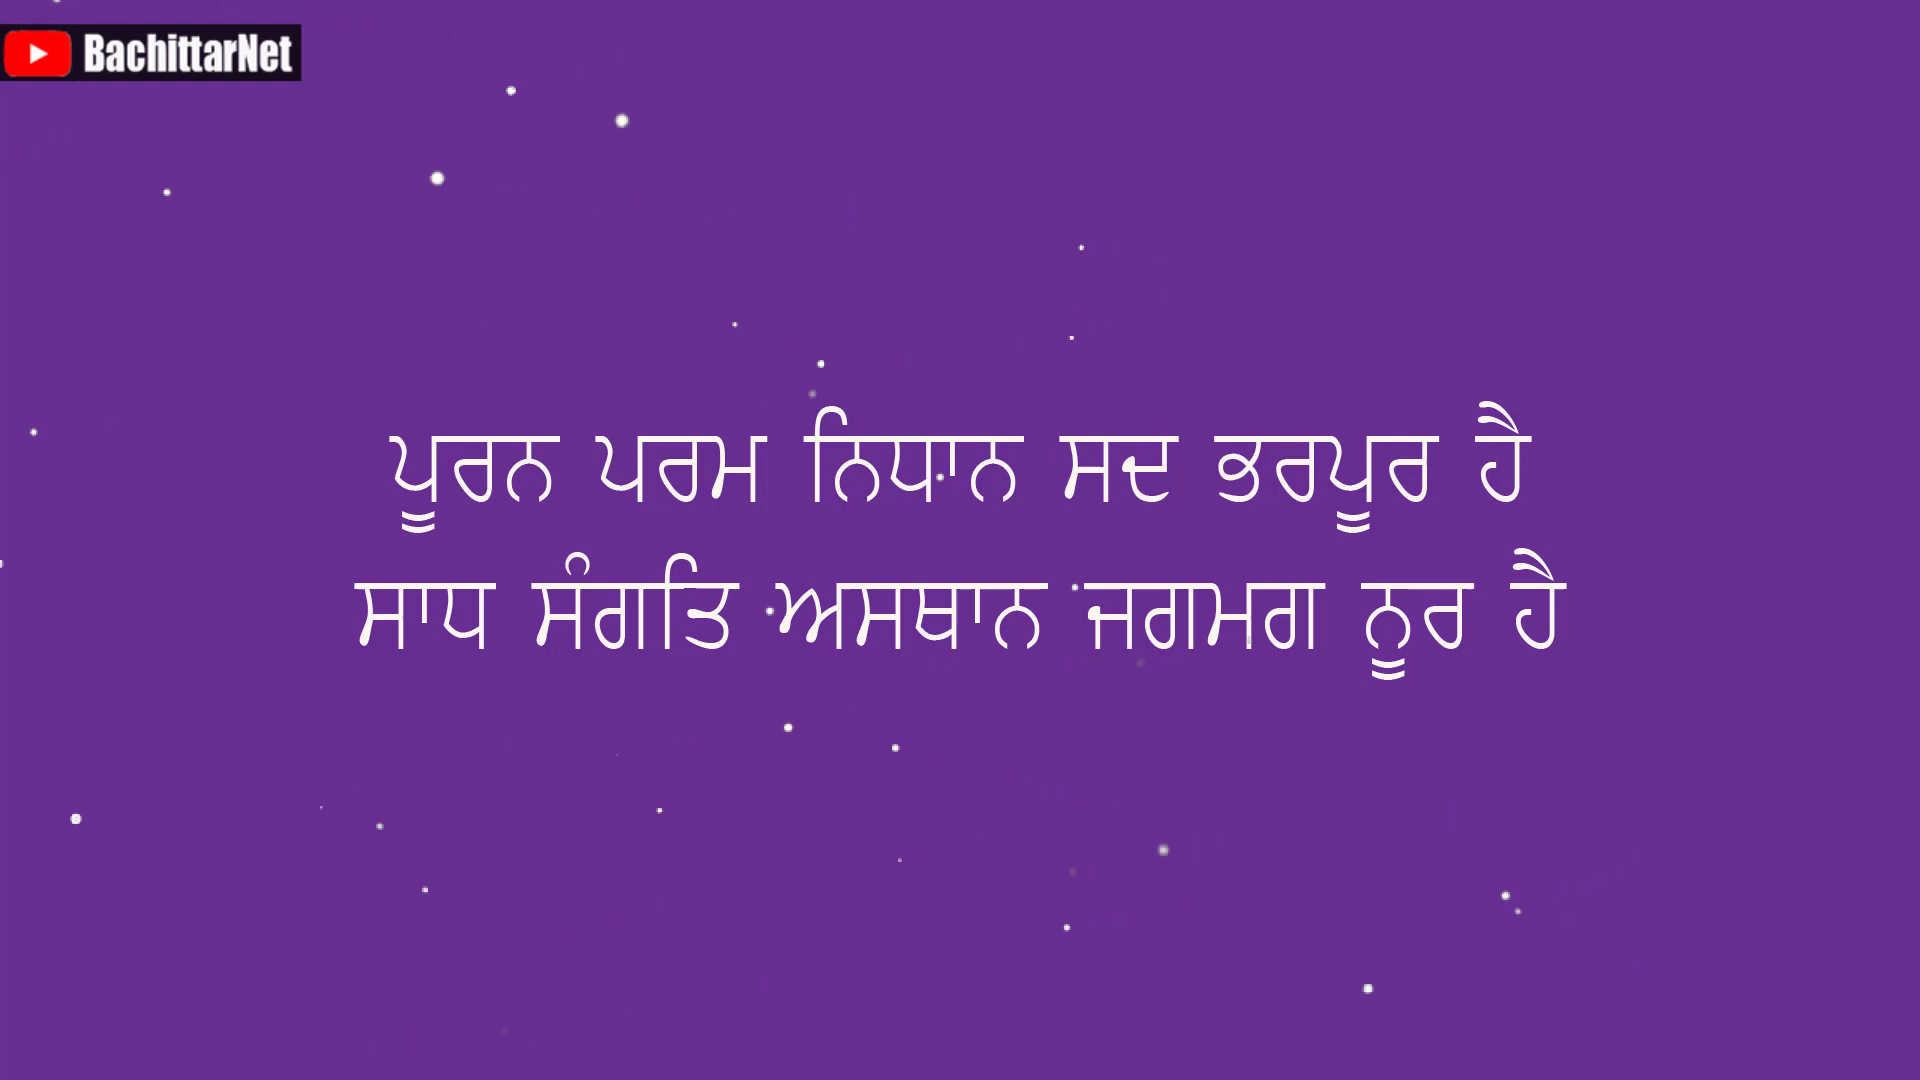 BachittarNet
ਪੂਰਨ ਪਰਮ ਨਿਧਾਨ ਸਦ ਭਰਪੂਰ ਹੈ
ਸਾਧ ਸੰਗਤਿ ਅਸਥਾਨ ਜਗਮਗ ਨੂਰ ਹੈ